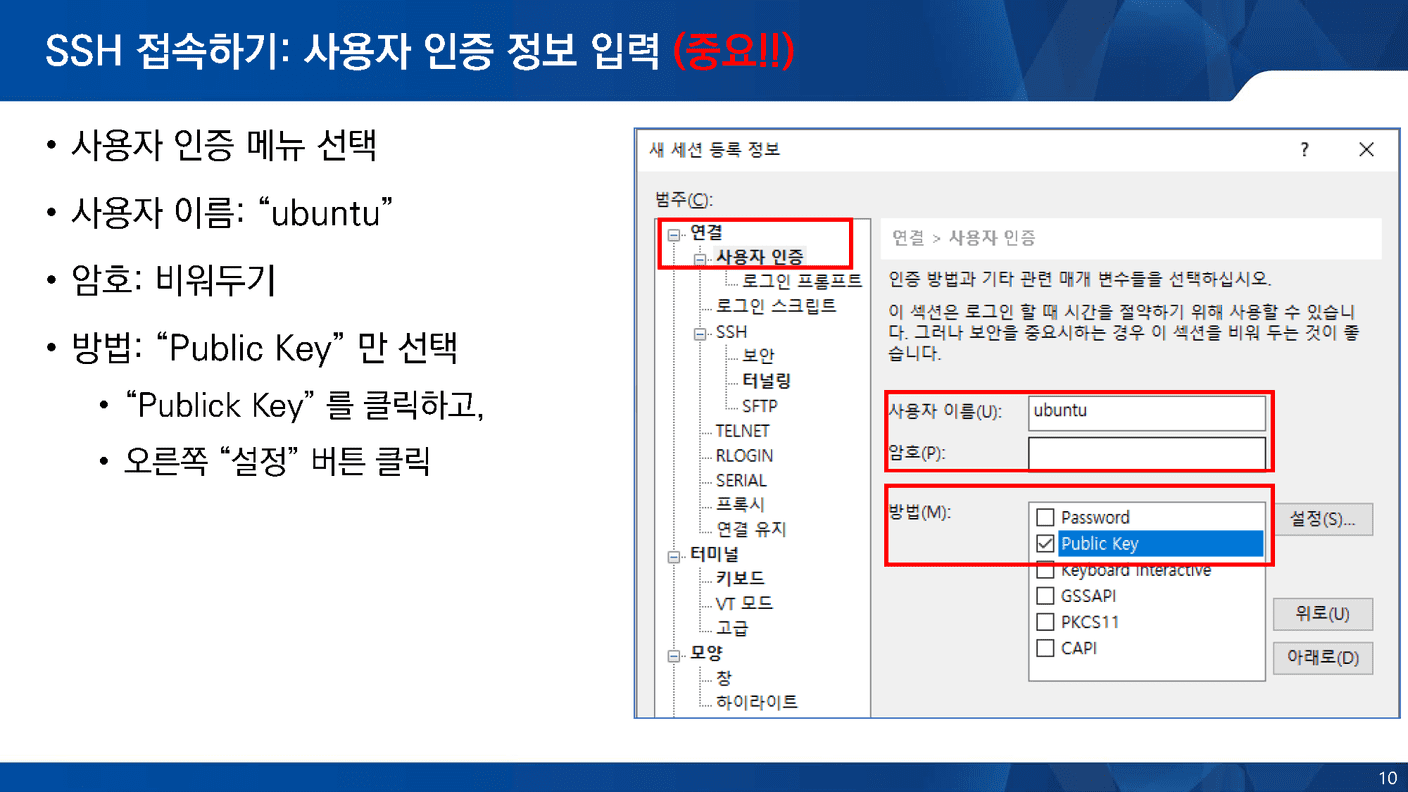 SSH 접속하기: 사용자 인증 정보 입력 (중요!!)
• 사용자 인증 메뉴 선택
• 사용자 이름: “ubuntu”
• 암호: 비워두기
• 방법: “Public Key” 만 선택
• “Publick Key” 를 클릭하고,
• 오른쪽 “설정” 버튼 클릭
새 세션 등록 정보
?
범주(C):
연결
사용자 인증
로그인 프롬프트
로그인 스크립트
SSH
보안
터널링
SFTP
TELNET
RLOGIN
SERIAL
프록시
연결 유지
터미널
키보드
VT 모드
고급
모양
창
하이라이트
연결 > 사용자 인증
인증 방법과 기타 관련 매개 변수들을 선택하십시오.
이 섹션은 로그인 할 때 시간을 절약하기 위해 사용할 수 있습니
다. 그러나 보안을 중요시하는 경우 이 섹션을 비워 두는 것이 좋
습니다.
사용자 이름(U):
ubuntu
암호(P):
방법(M):
Password
Public Key
Keyboard Interactive
GSSAPI
PKCS11
CAPI
설정(S)...
위로(U)
아래로(D)
10